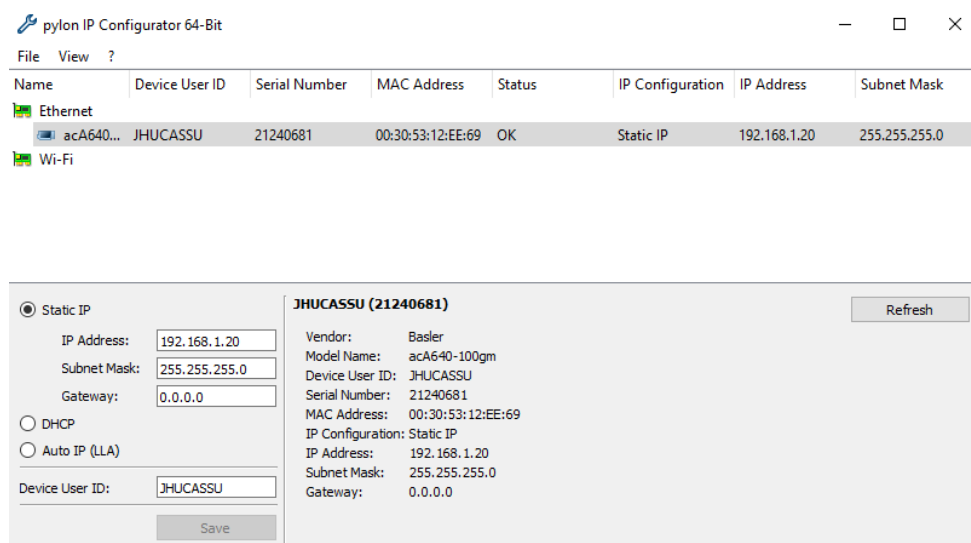 pylon IP Configurator 64-Bit
File View ?
Name Device User ID Serial Number MAC Address Status IP Configuration IP Address Subnet Mask
Ethernet
acA640... JHUCASSU 21240681 00:30:53:12:EE:69 OK Static IP 192.168.1.20 255.255.255.0
Wi-Fi
Static IP
IP Address: 192.168.1.20
Subnet Mask: 255.255.255.0
Gateway: 0.0.0.0
DHCP
Auto IP (LLA)
Device User ID: JHUCASSU
Save
JHUCASSU (21240681)
Vendor: Basler
Model Name: acA640-100gm
Device User ID: JHUCASSU
Serial Number: 21240681
MAC Address: 00:30:53:12:EE:69
IP Configuration: Static IP
IP Address: 192.168.1.20
Subnet Mask: 255.255.255.0
Gateway: 0.0.0.0
Refresh